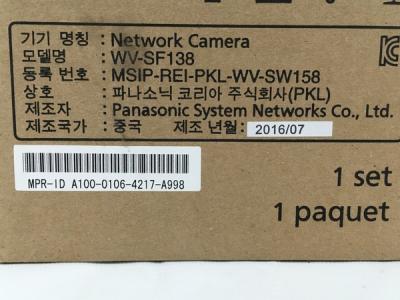 기기 명칭 : Network Camera
모델명 : WV-SF138
등록 번호 : MSIP-REI-PKL-WV-SW158
상호 : 파나소닉 코리아 주식회사(PKL)
제조자 : Panasonic System Networks Co., Ltd.
제조국가 : 중국 제조 년월: 2016/07
MPR-ID A100-0106-4217-A998
1 set
1 paquet